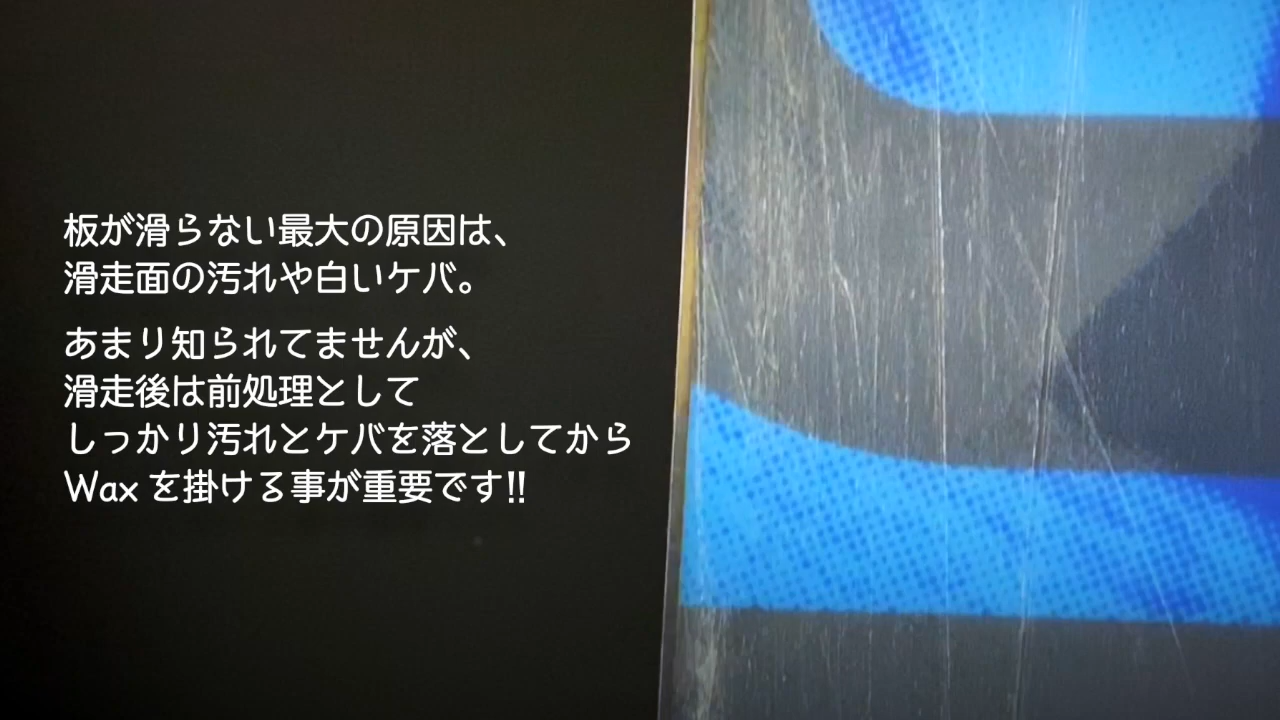 板が滑らない最大の原因は、
滑走面の汚れや白いケバ。
あまり知られてませんが、
滑走後は前処理として
しっかり汚れとケバを落としてから
Waxを掛ける事が重要です!!